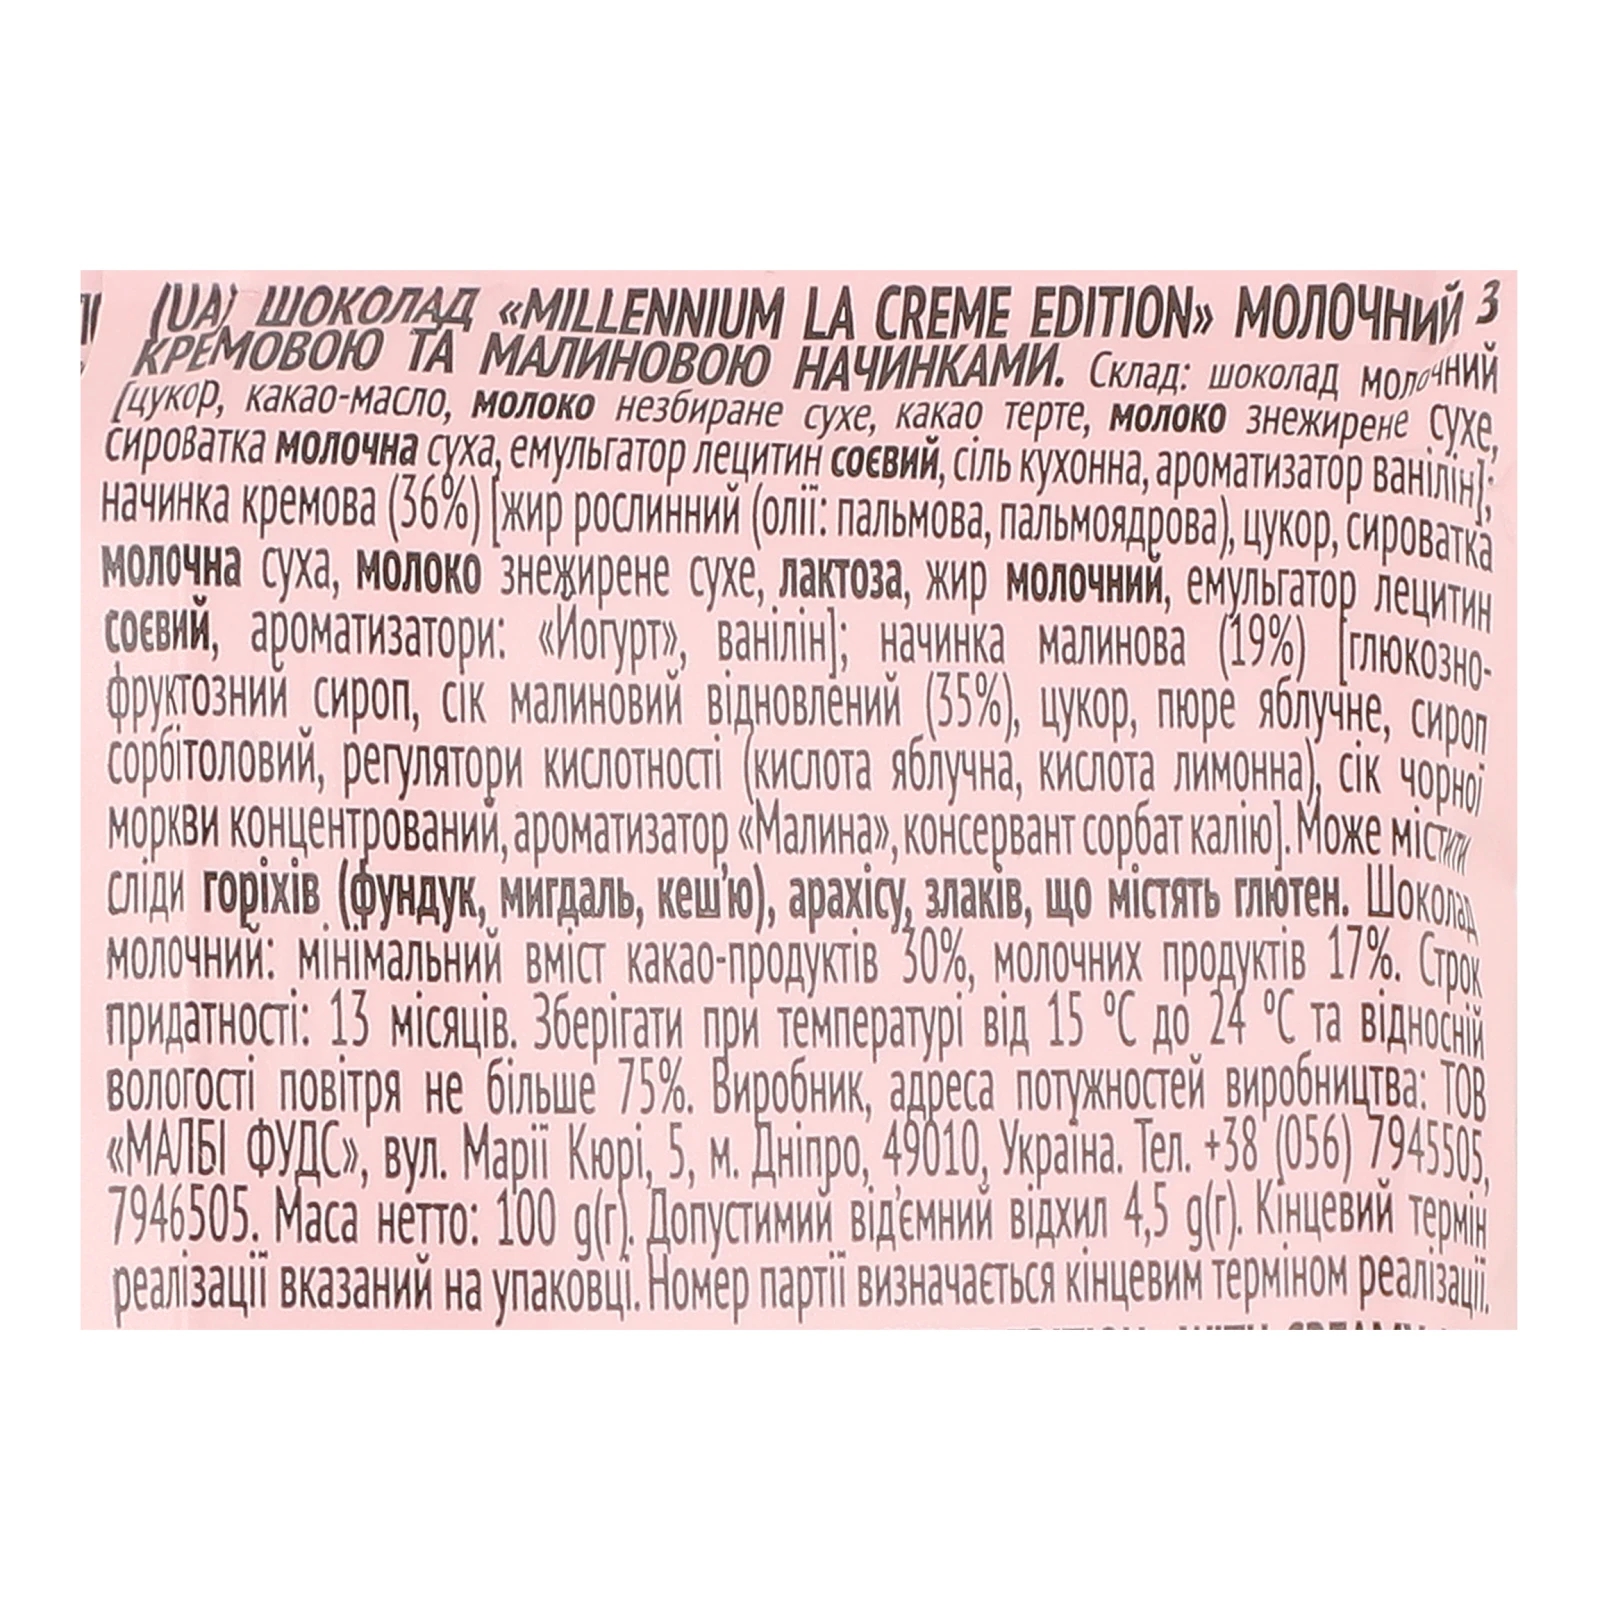 (UA) ШОКОЛАД «MILLENNIUM LA CREME EDITION» МОЛОЧНИЙ З
КРЕМОВОЮ ТА МАЛИНОВОЮ НАЧИНКАМИ. Склад: шоколад молочний
[цукор, какао-масло, молоко незбиране сухе, какао терте, молоко знежирене сухе,
сироватка молочна суха, емульгатор лецитин соєвий, сіль кухонна, ароматизатор ванілін];
начинка кремова (36%) [жир рослинний (олії: пальмова, пальмоядрова), цукор, сироватка
молочна суха, молоко знежирене сухе, лактоза, жир молочний, емульгатор лецитин
соєвий, ароматизатори: «Йогурт», ванілін]; начинка малинова (19%) [глюкозно-
фруктозний сироп, сік малиновий відновлений (35%), цукор, пюре яблучне, сироп
сорбітоловий, регулятори кислотності (кислота яблучна, кислота лимонна), сік чорної
моркви концентрований, ароматизатор «Малина», консервант сорбат калію]. Може містити
сліди горіхів (фундук, мигдаль, кеш'ю), арахісу, злаків, що містять глютен. Шоколад
молочний: мінімальний вміст какао-продуктів 30%, молочних продуктів 17%. Строк
придатності: 13 місяців. Зберігати при температурі від 15 °C до 24 °C та відносній
вологості повітря не більше 75%. Виробник, адреса потужностей виробництва: ТОВ
«МАЛБІ ФУДС», вул. Марії Кюрі, 5, м. Дніпро, 49010, Україна. Тел. +38 (056) 7945505,
7946505. Маса нетто: 100 g(г). Допустимий від'ємний відхил 4,5 g(г). Кінцевий термін
реалізації вказаний на упаковці. Номер партії визначається кінцевим терміном реалізації.